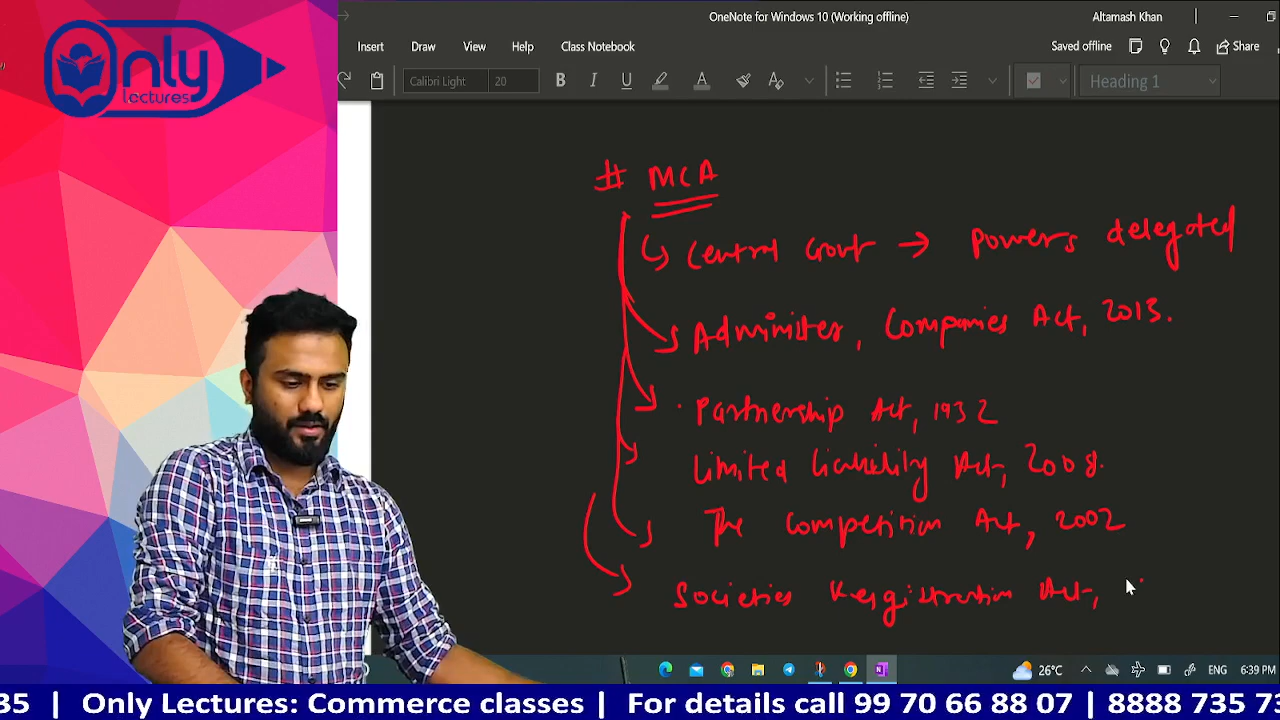 OneNote for Windows 10 (Working offline)
Altamash Khan
Only
lectures
Insert Draw View Help Class Notebook
Saved offline
Share
Calibri Light 20 B I U A
Heading 1
# MCA
Central Govt → Powers delegated
Administer, Companies Act, 2013.
Partnership Act, 1932
Limited liability Act, 2008.
The Competition Act, 2002
Societies Registration Act,
26°C ENG 6:39 PM
35 | Only Lectures: Commerce classes | For details call 99 70 66 88 07 | 8888 735 73